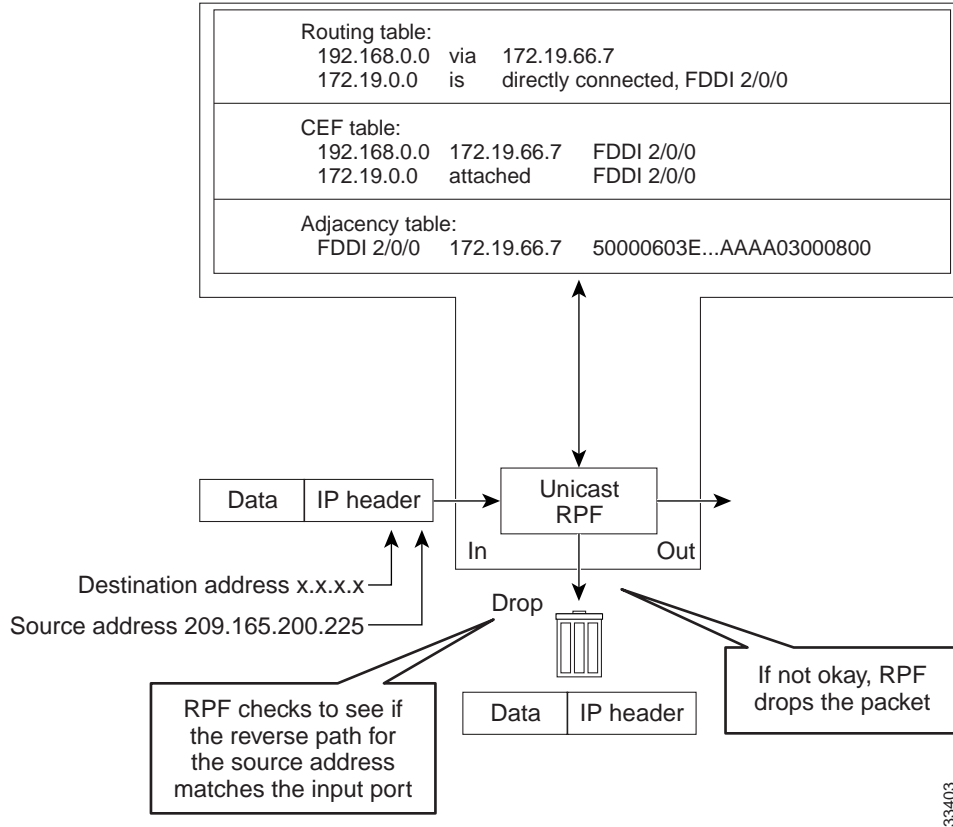 Routing table:
192.168.0.0 via 172.19.66.7
172.19.0.0 is directly connected, FDDI 2/0/0
CEF table:
192.168.0.0 172.19.66.7 FDDI 2/0/0
172.19.0.0 attached FDDI 2/0/0
Adjacency table:
FDDI 2/0/0 172.19.66.7 50000603E...AAAA03000800
Data IP header
Unicast
RPF
In Out
Destination address x.x.x.x
Source address 209.165.200.225
Drop
RPF checks to see if
the reverse path for
the source address
matches the input port
Data IP header
If not okay, RPF
drops the packet
33403